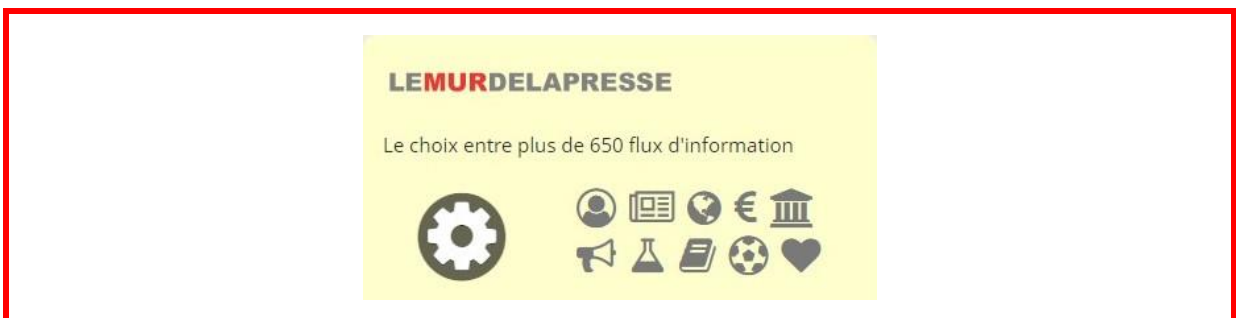 LEMURDELAPRESSE
Le choix entre plus de 650 flux d'information
€